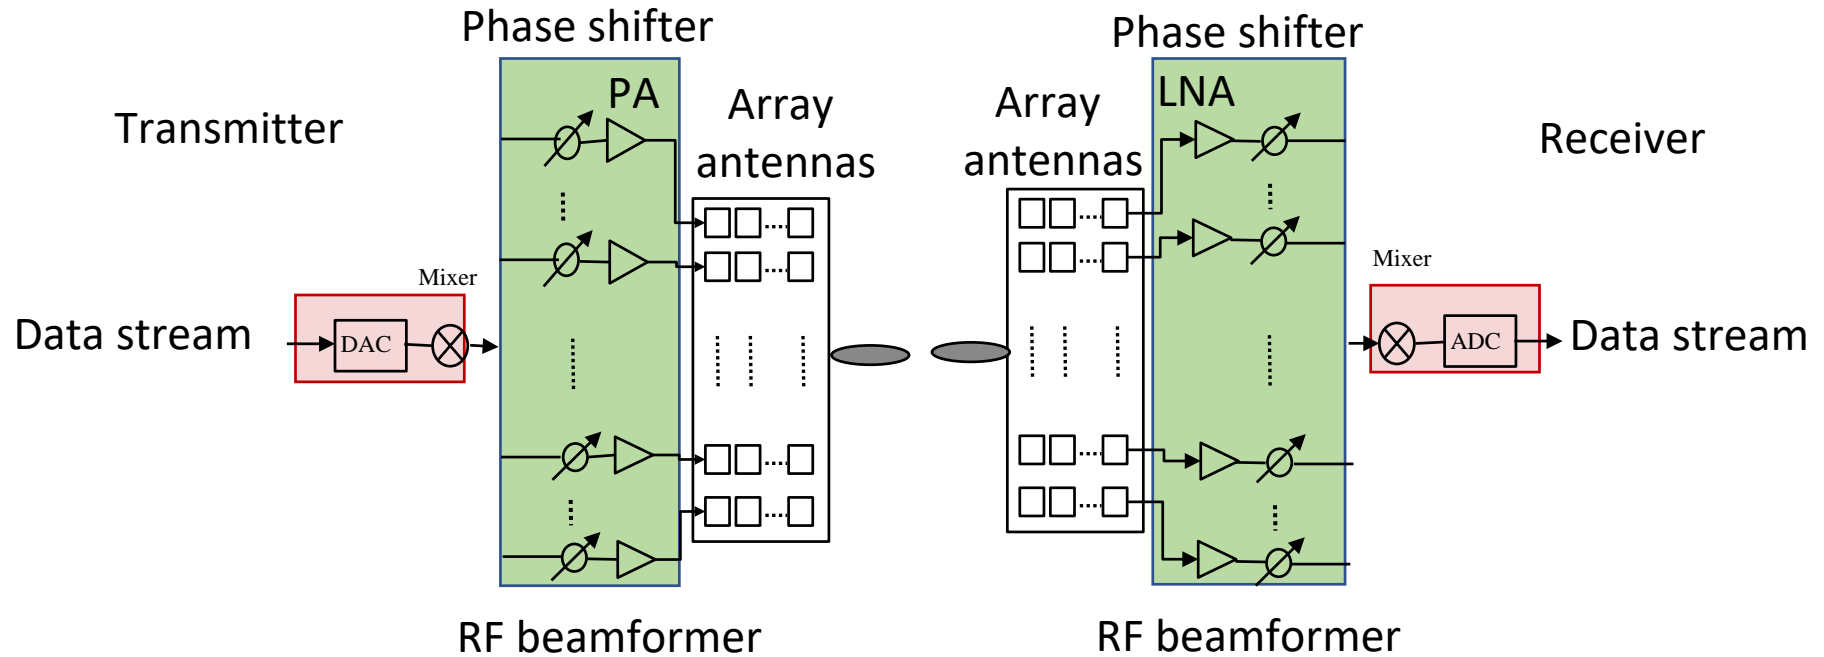 Phase shifter
Phase shifter
PA
Array
antennas
Array
antennas
LNA
Transmitter
Receiver
Mixer
Mixer
Data stream
DAC
ADC
Data stream
RF beamformer
RF beamformer